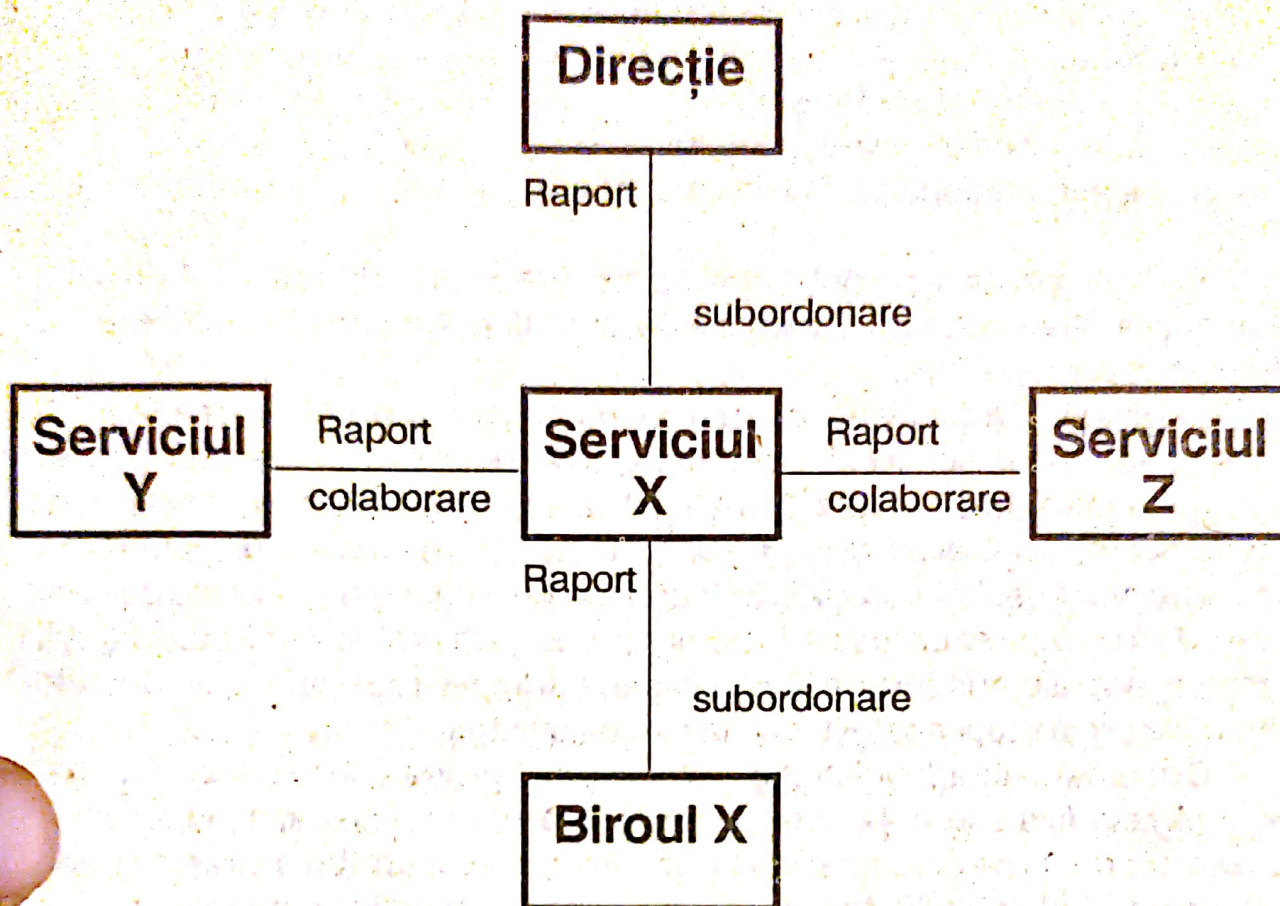 Direcție
Raport
subordonare
Serviciul
Y
Raport
colaborare
Serviciul
X
Raport
colaborare
Serviciul
Z
Raport
subordonare
Biroul X